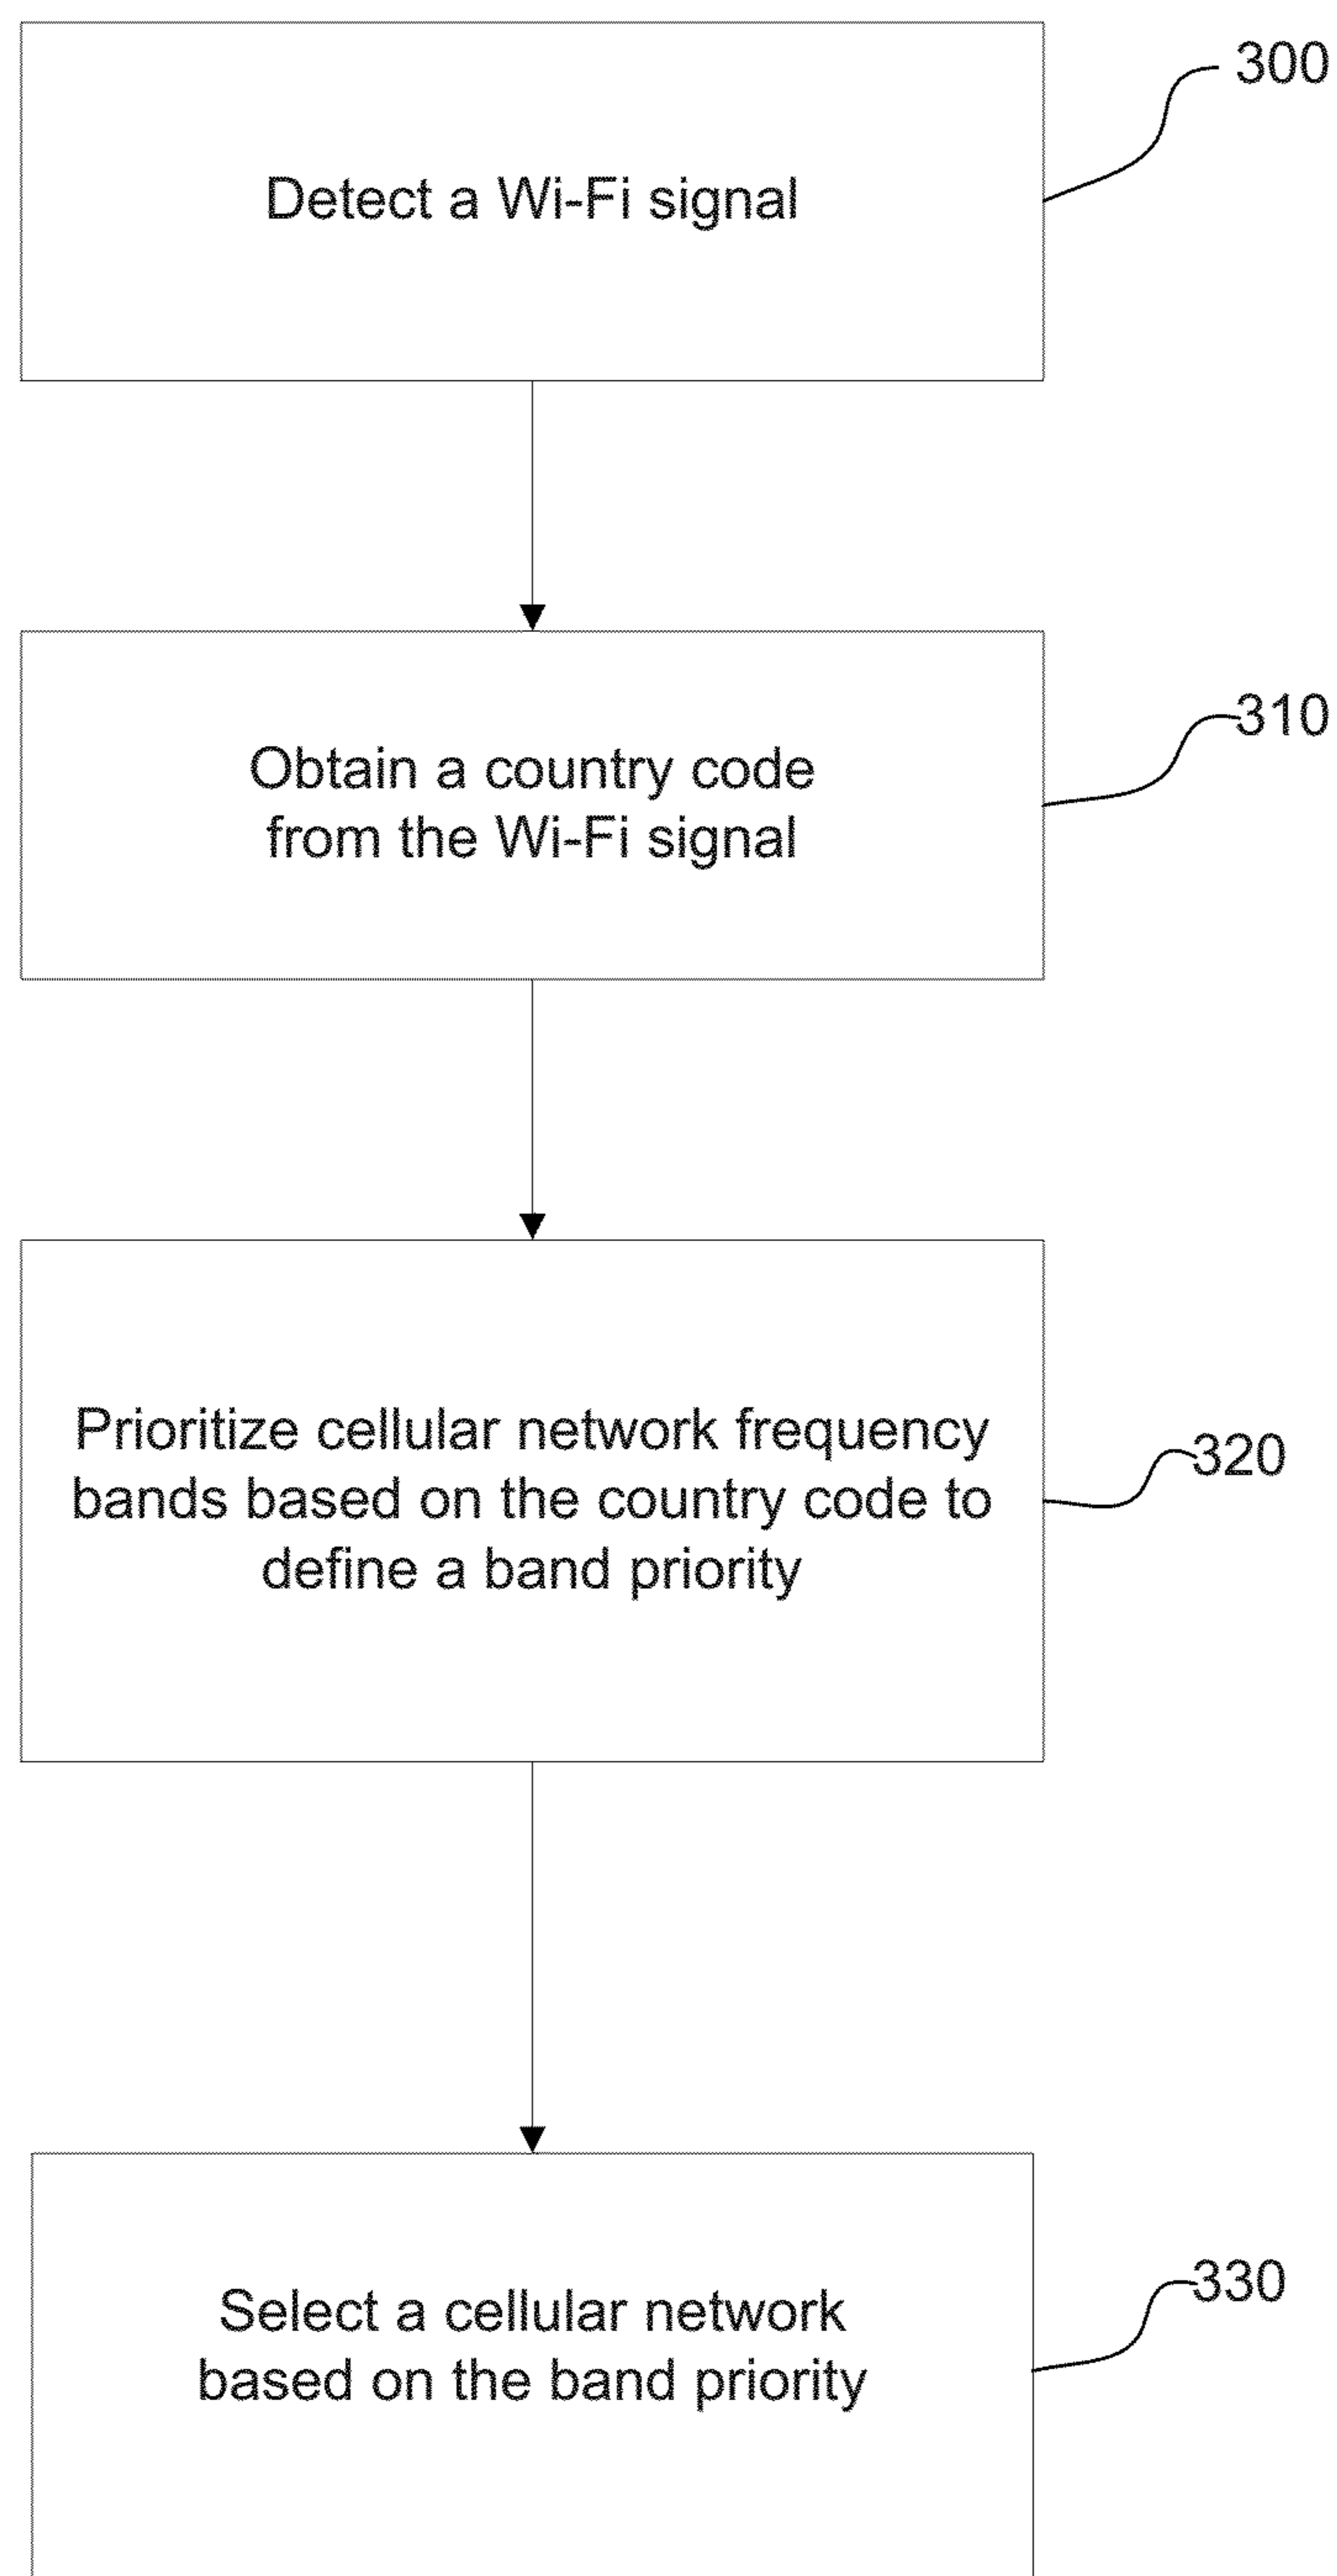 300
Detect a Wi-Fi signal
310
Obtain a country code
from the Wi-Fi signal
320
Prioritize cellular network frequency
bands based on the country code to
define a band priority
330
Select a cellular network
based on the band priority